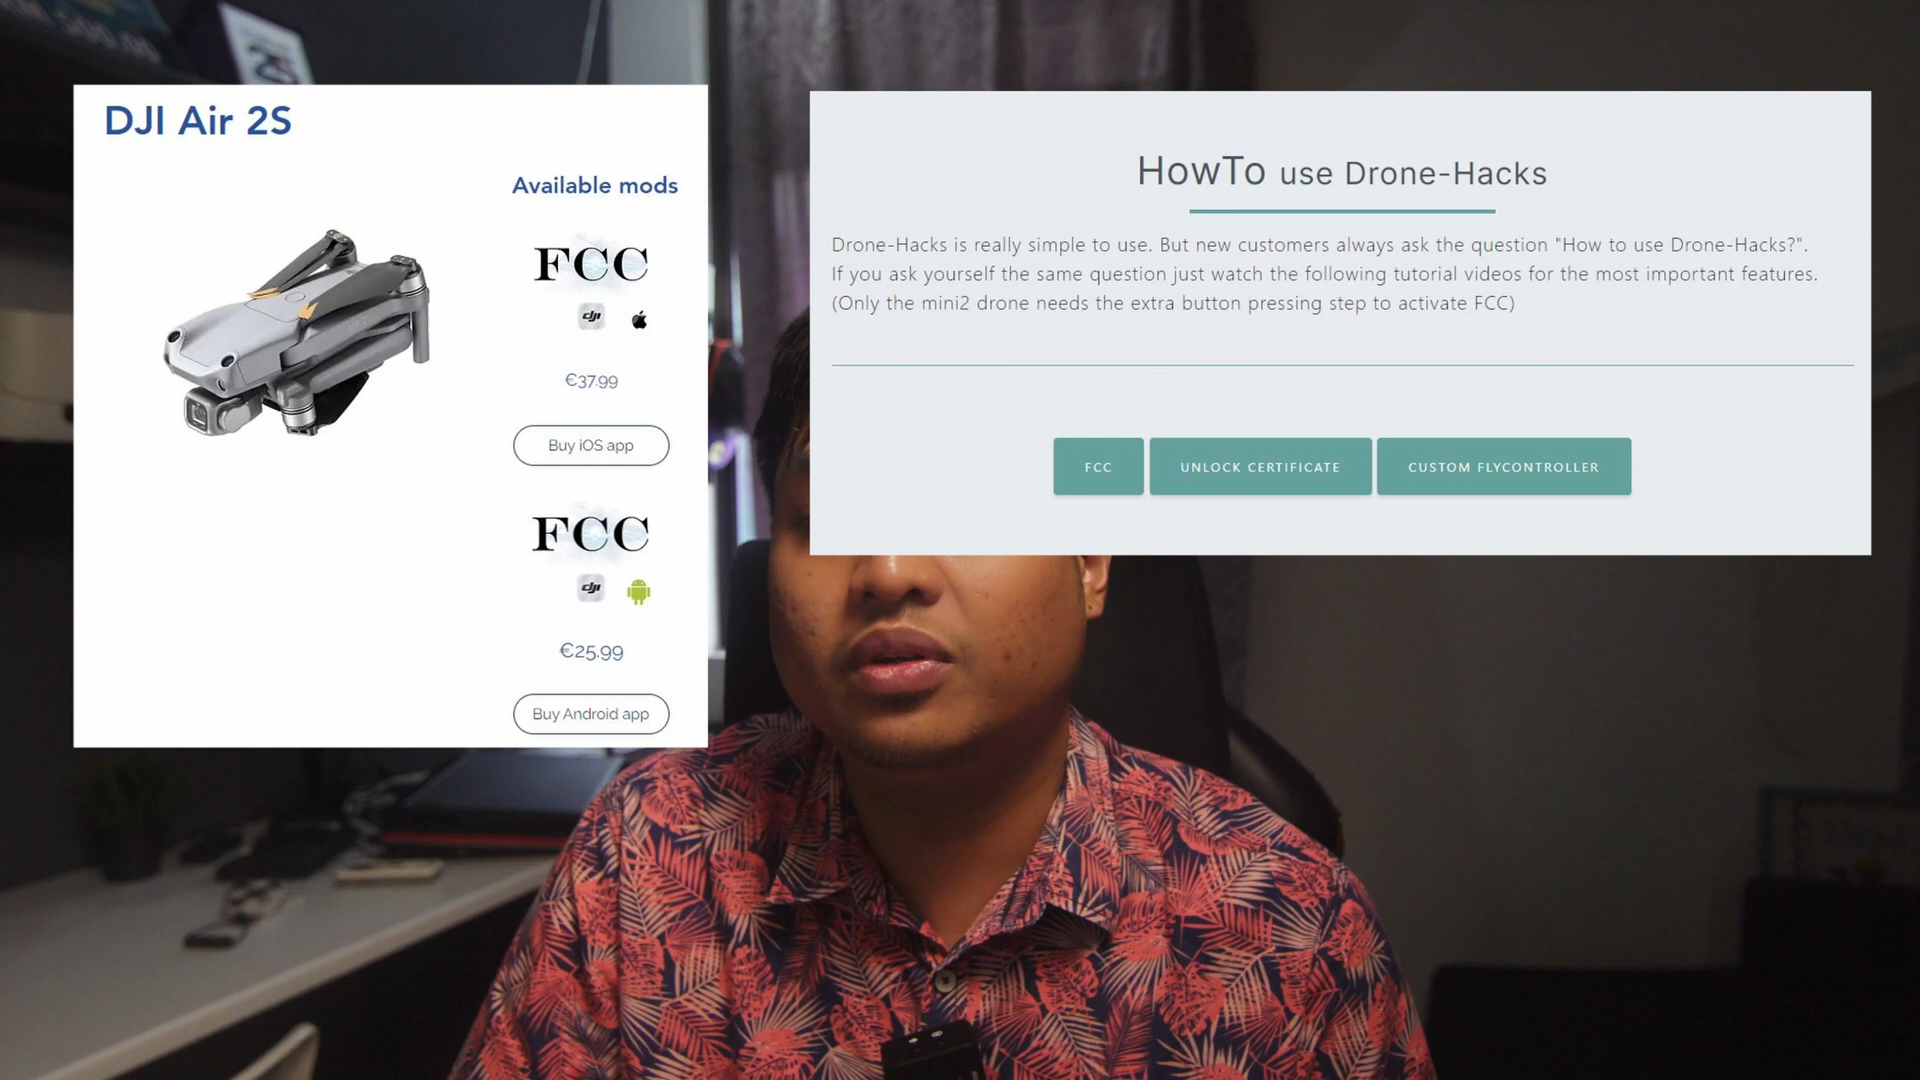 DJI Air 2S
Available mods
FCC
dji
€37.99
Buy iOS app
FCC
dji
€25.99
Buy Android app
HowTo use Drone-Hacks
Drone-Hacks is really simple to use. But new customers always ask the question "How to use Drone-Hacks?".
If you ask yourself the same question just watch the following tutorial videos for the most important features.
(Only the mini2 drone needs the extra button pressing step to activate FCC)
FCC
UNLOCK CERTIFICATE
CUSTOM FLYCONTROLLER